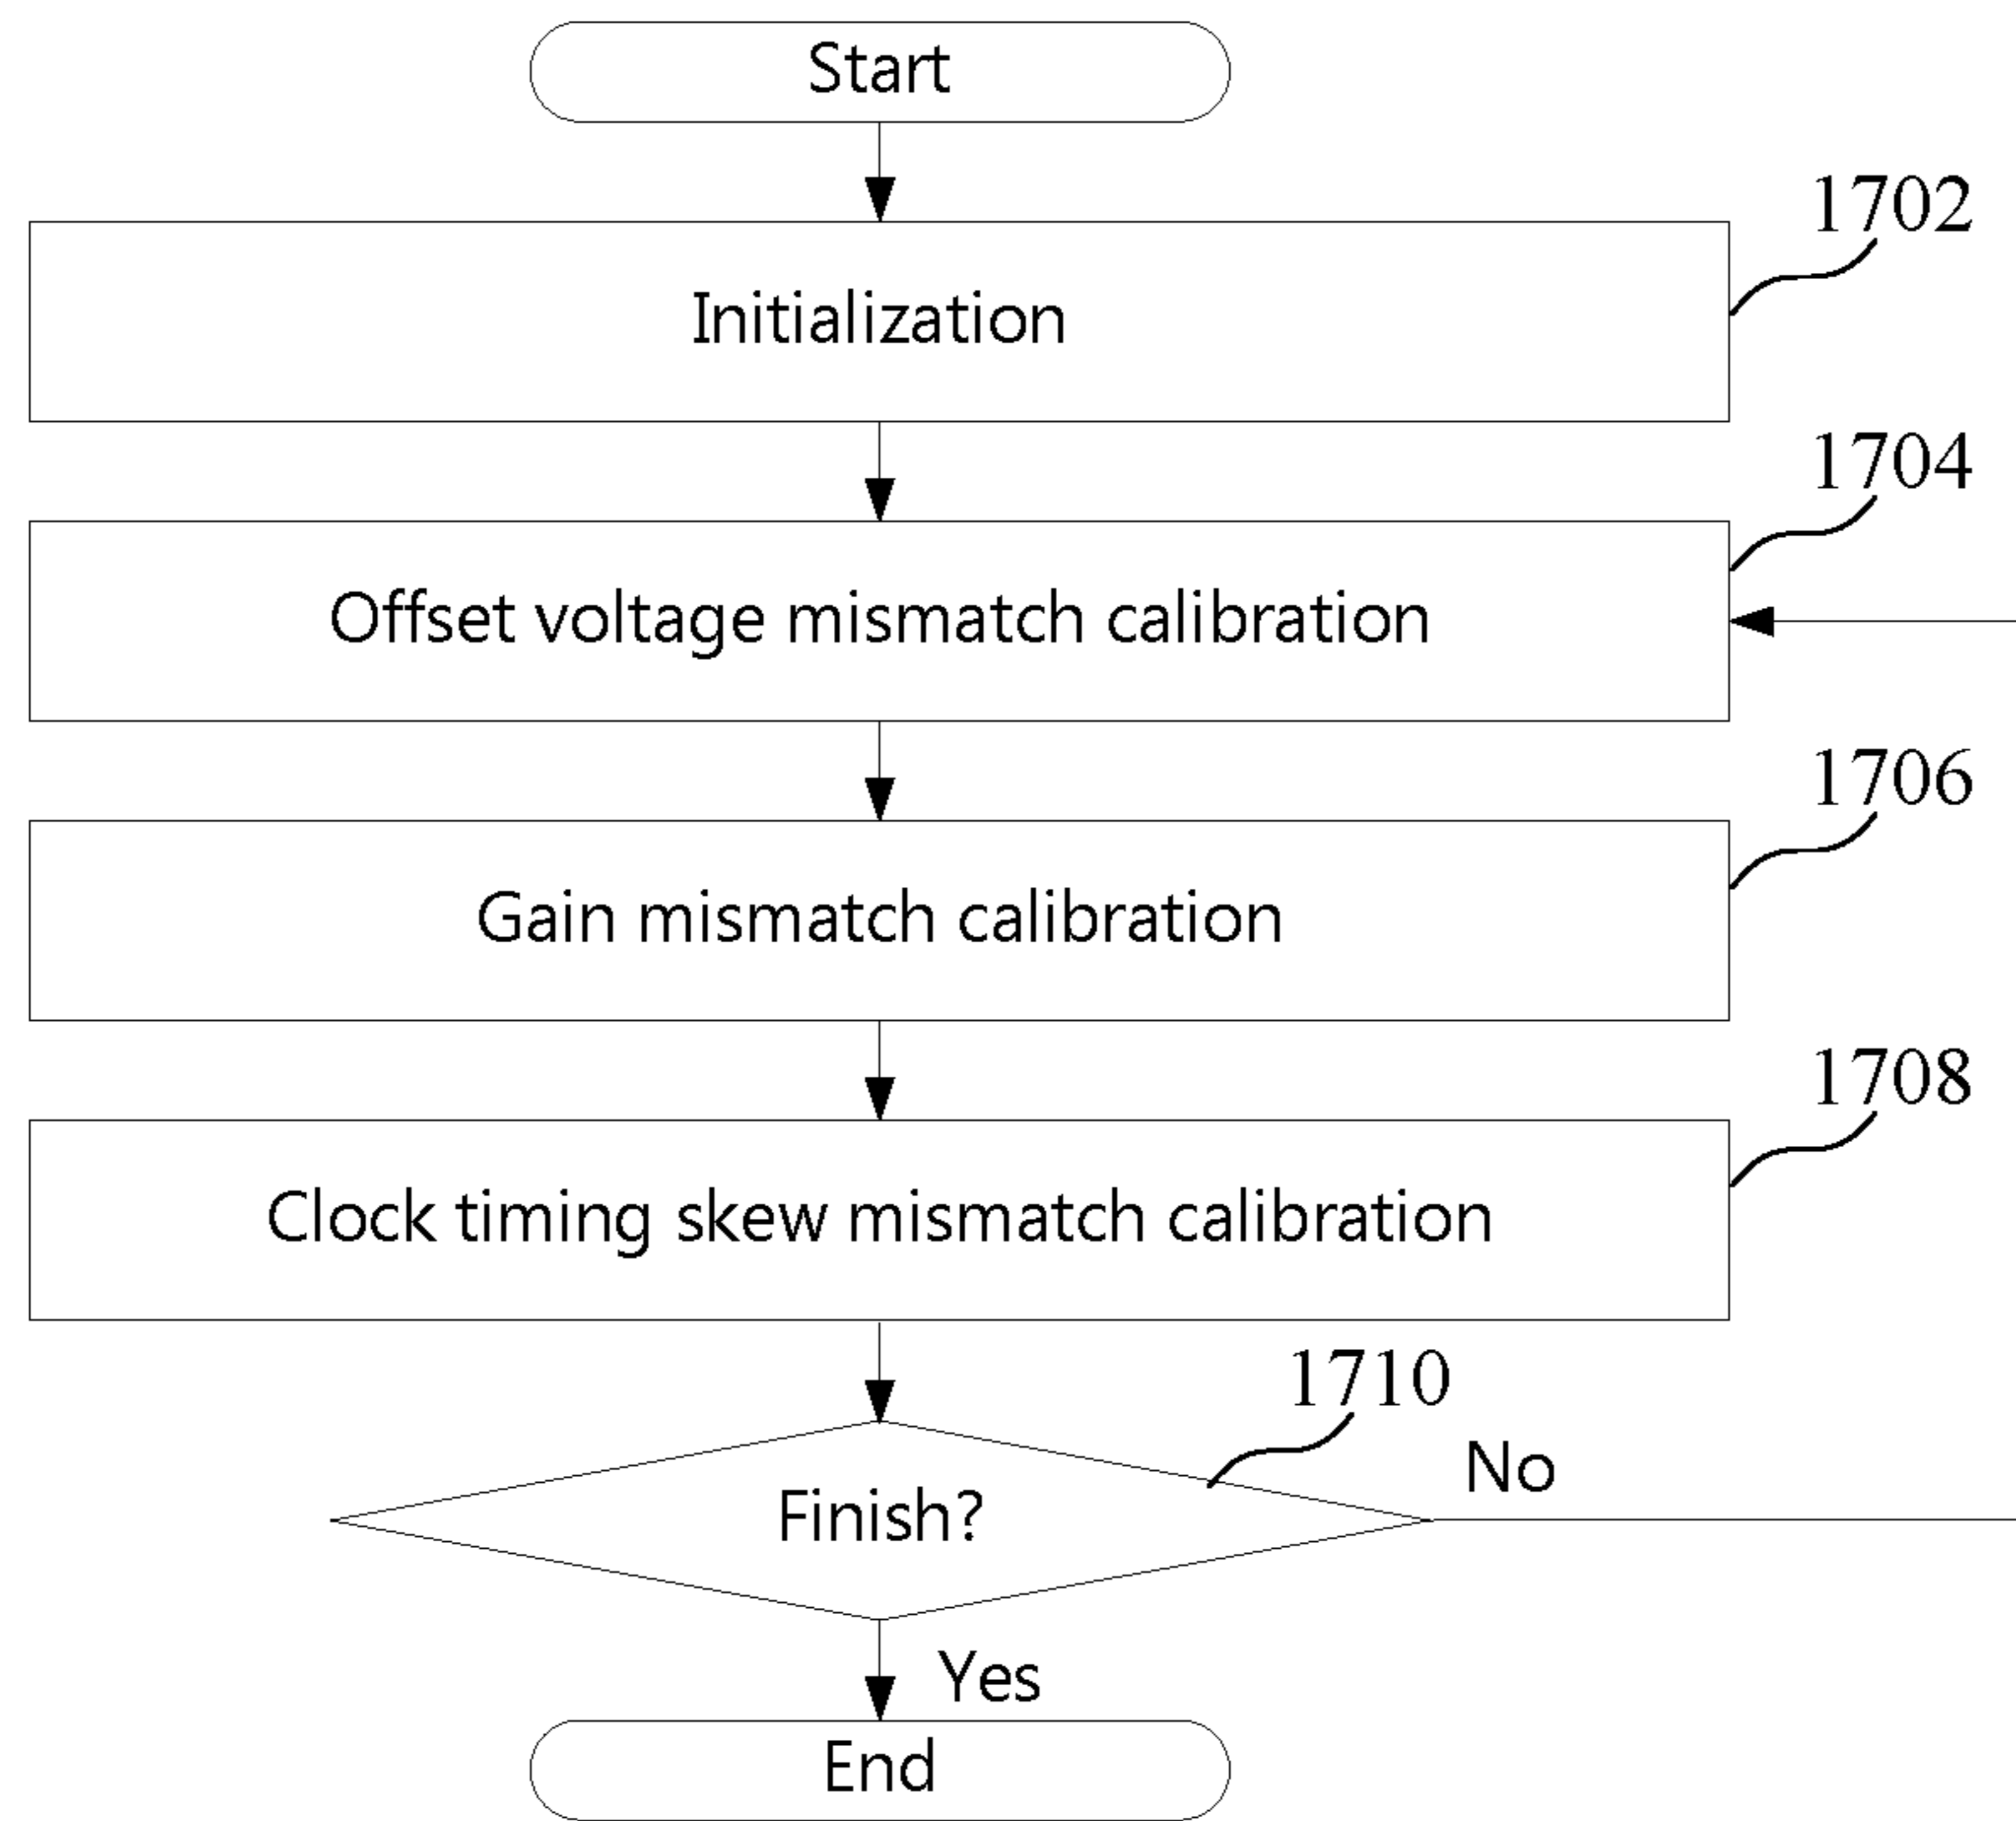 Start
1702
Initialization
1704
Offset voltage mismatch calibration
1706
Gain mismatch calibration
1708
Clock timing skew mismatch calibration
1710
No
Finish?
Yes
End